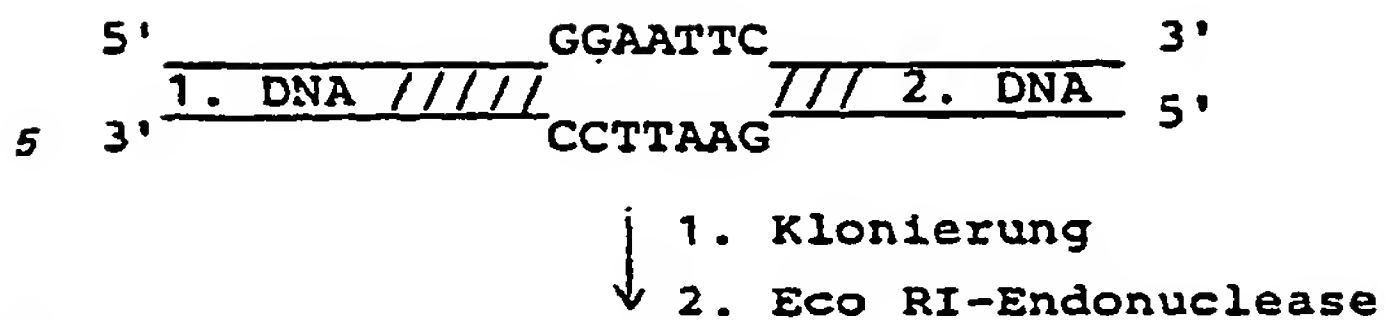 5' GGAATTC 3'
1. DNA ///// /// 2. DNA
5 3' CCTTAAG 5'
1. Klonierung
2. Eco RI-Endonuclease